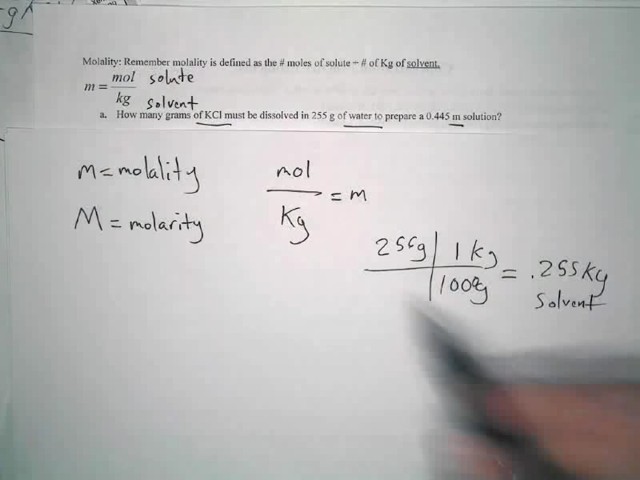 Molality: Remember molality is defined as the # moles of solute ÷ # of Kg of solvent.
m = mol solute
kg solvent
a. How many grams of KCl must be dissolved in 255 g of water to prepare a 0.445 m solution?
m = molality
M = molarity
mol
= m
Kg
255g 1 kg
1000g
= .255 Kg
Solvent